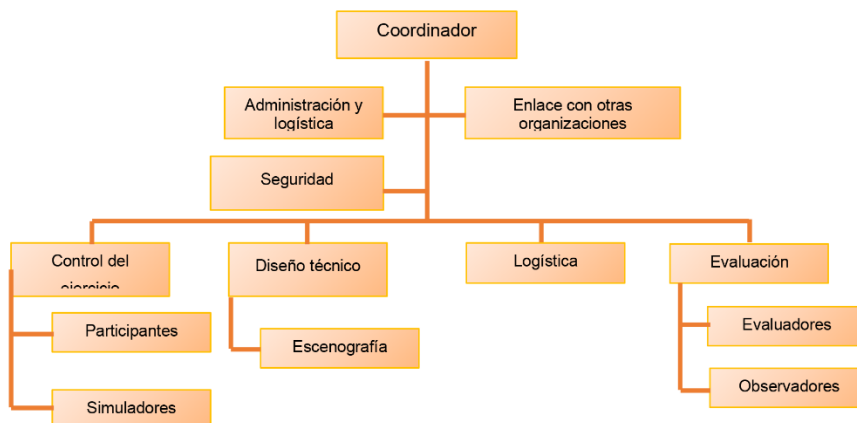 Coordinador
Administración y
logística
Enlace con otras
organizaciones
Seguridad
Control del
ejercicio
Diseño técnico
Logística
Evaluación
Participantes
Escenografía
Evaluadores
Simuladores
Observadores